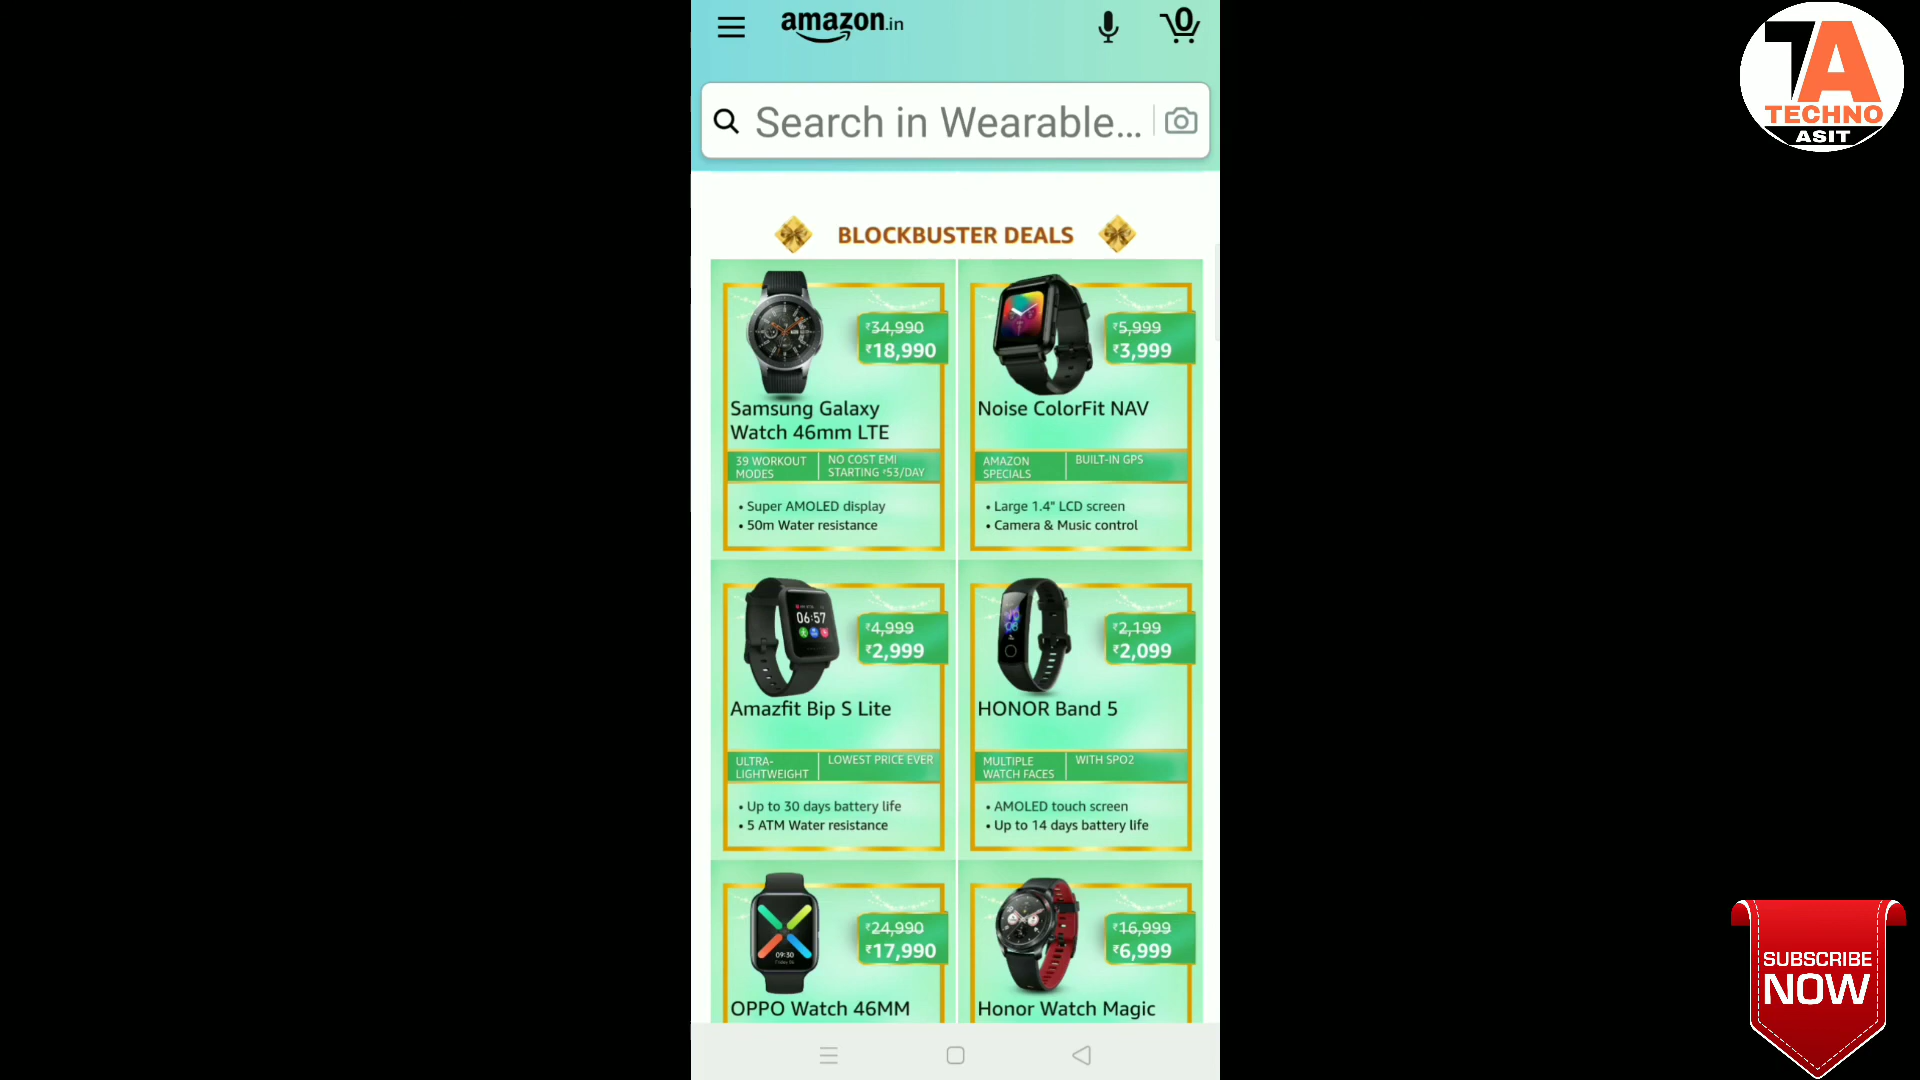 amazon.in
0
Search in Wearable...
BLOCKBUSTER DEALS
₹34,990
₹18,990
Samsung Galaxy
Watch 46mm LTE
39 WORKOUT
MODES
NO COST EMI
STARTING ₹53/DAY
• Super AMOLED display
• 50m Water resistance
₹5,999
₹3,999
Noise ColorFit NAV
AMAZON
SPECIALS
BUILT-IN GPS
• Large 1.4" LCD screen
• Camera & Music control
06:57
₹4,999
₹2,999
Amazfit Bip S Lite
ULTRA-
LIGHTWEIGHT
LOWEST PRICE EVER
• Up to 30 days battery life
• 5 ATM Water resistance
₹2,199
₹2,099
HONOR Band 5
MULTIPLE
WATCH FACES
WITH SPO2
• AMOLED touch screen
• Up to 14 days battery life
09:30
₹24,990
₹17,990
OPPO Watch 46MM
₹16,999
₹6,999
Honor Watch Magic
TA
TECHNO
ASIT
SUBSCRIBE
NOW